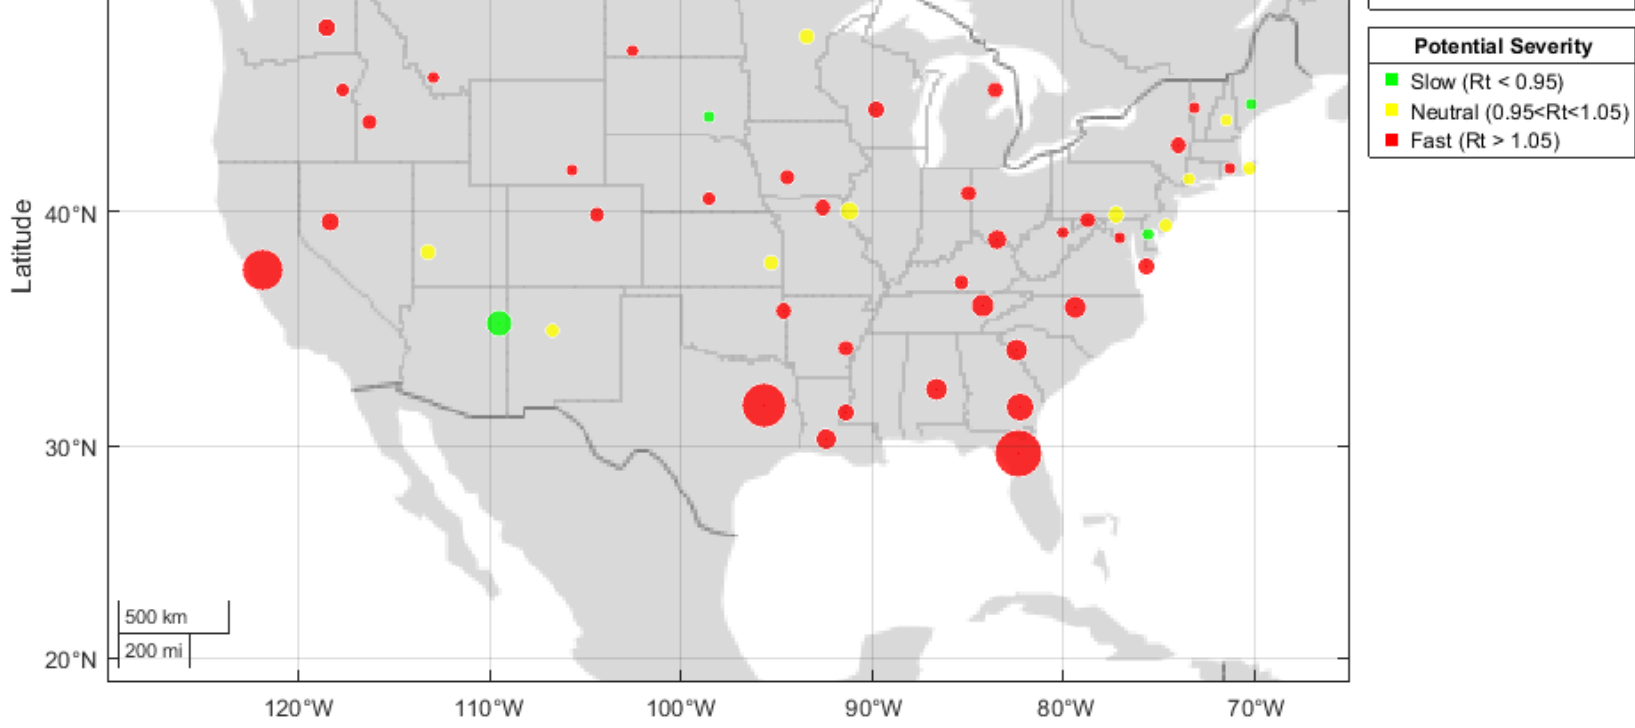 Potential Severity
Slow (Rt < 0.95)
Neutral (0.95<Rt<1.05)
Fast (Rt > 1.05)
Latitude
40°N
30°N
20°N
500 km
200 mi
120°W 110°W 100°W 90°W 80°W 70°W